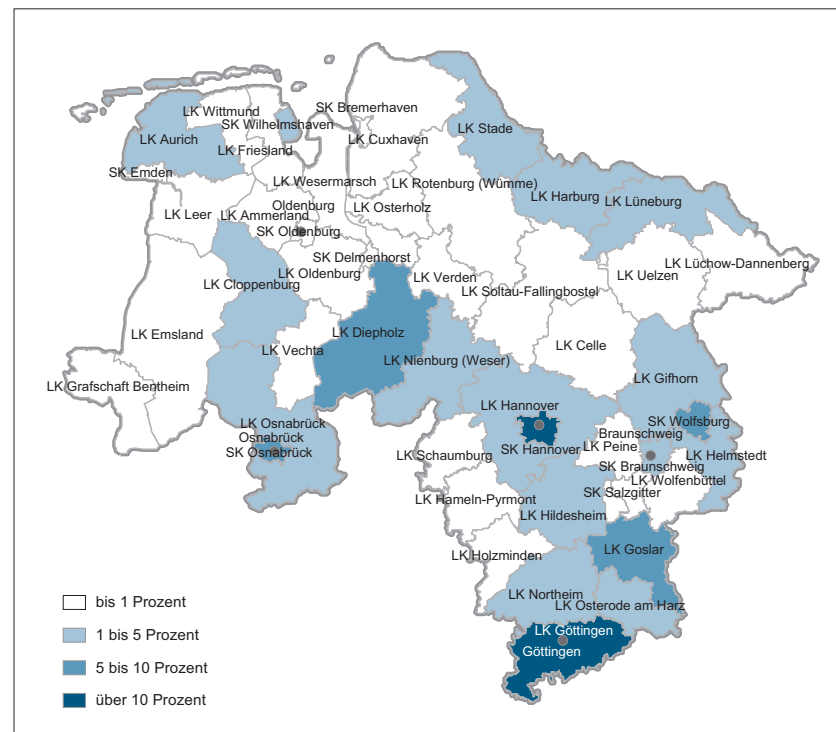 SK Bremerhaven
LK Wittmund
SK Wilhelmshaven
LK Stade
LK Aurich
LK Cuxhaven
LK Friesland
SK Emden
LK Wesermarsch
LK Rotenburg (Wümme)
LK Harburg
LK Lüneburg
Oldenburg
LK Osterholz
LK Leer
LK Ammerland
SK Oldenburg
SK Delmenhorst
LK Lüchow-Dannenberg
LK Oldenburg
LK Verden
LK Uelzen
LK Cloppenburg
LK Soltau-Fallingbostel
LK Emsland
LK Diepholz
LK Vechta
LK Celle
LK Nienburg (Weser)
LK Gifhorn
LK Grafschaft Bentheim
LK Hannover
LK Osnabrück
SK Wolfsburg
Osnabrück
Braunschweig
SK Osnabrück
LK Schaumburg
SK Hannover
LK Peine
LK Helmstedt
SK Braunschweig
LK Wolfenbüttel
SK Salzgitter
LK Hameln-Pyrmont
LK Hildesheim
LK Holzminden
LK Goslar
LK Northeim
LK Osterode am Harz
LK Göttingen
Göttingen
bis 1 Prozent
1 bis 5 Prozent
5 bis 10 Prozent
über 10 Prozent